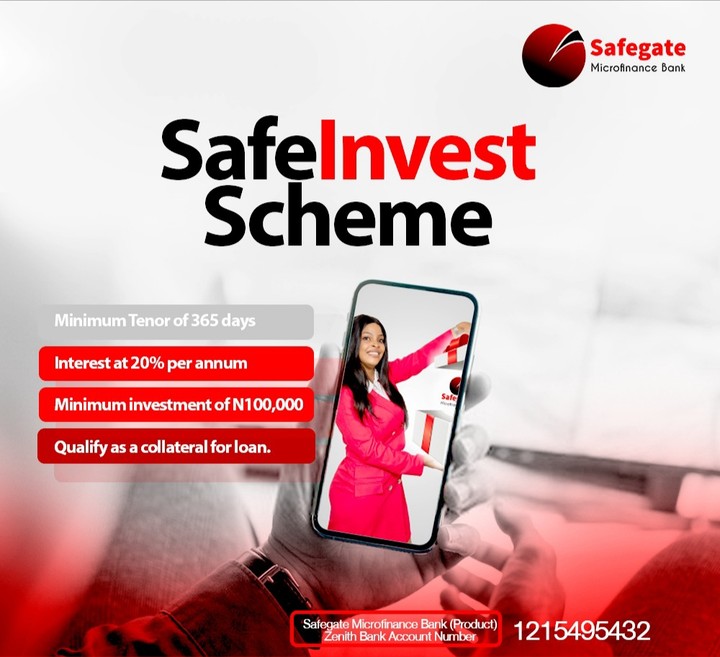 Safegate
Microfinance Bank
SafeInvest
Scheme
Minimum Tenor of 365 days
Interest at 20% per annum
Minimum investment of N100,000
Qualify as a collateral for loan.
Safegate Microfinance Bank (Product)
Zenith Bank Account Number
1215495432